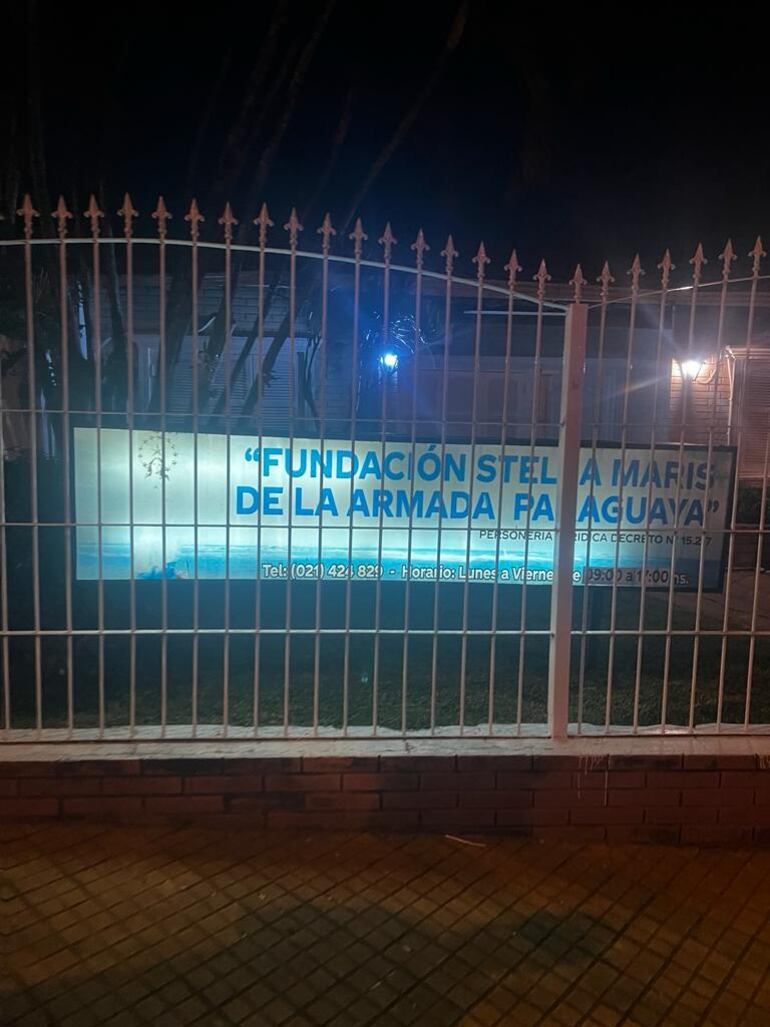 "FUNDACIÓN STELLA MARIS
DE LA ARMADA PARAGUAYA"
PERSONERIA JURIDICA DECRETO N°
Tel: (021) 424 829 - Horario: Lunes a Viernes de 09:00 a 17:00 hs.